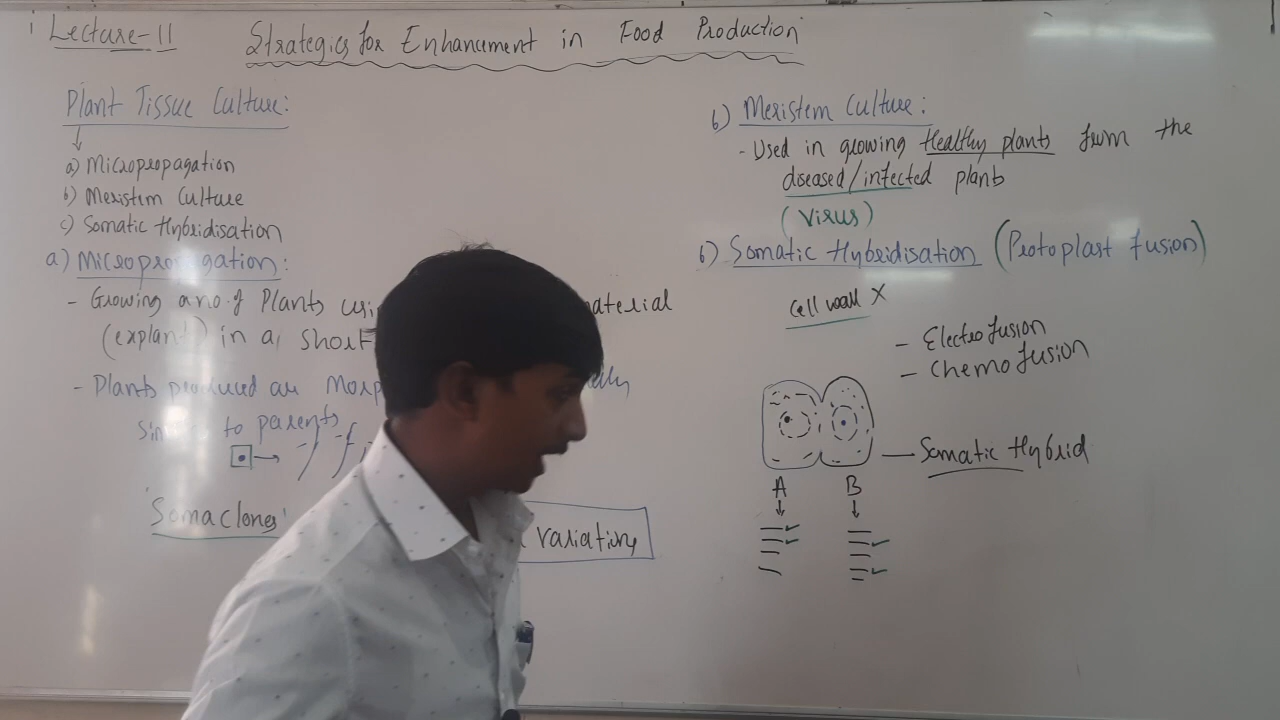 Lecture-11
Strategies for Enhancement in Food Production
Plant Tissue Culture:
a) Micropropagation
b) Meristem Culture
c) Somatic Hybridisation
a) Micropropagation:
- Growing a no. of Plants material
(explant) in a
- Plants produced are
to parents
'Somaclones'
variation
b) Meristem Culture:
- Used in growing Healthy plants from the
diseased/infected plants
(Virus)
6) Somatic Hybridisation (Protoplast fusion)
Cell wall X
- Electrofusion
- Chemofusion
Somatic Hybrid
A B